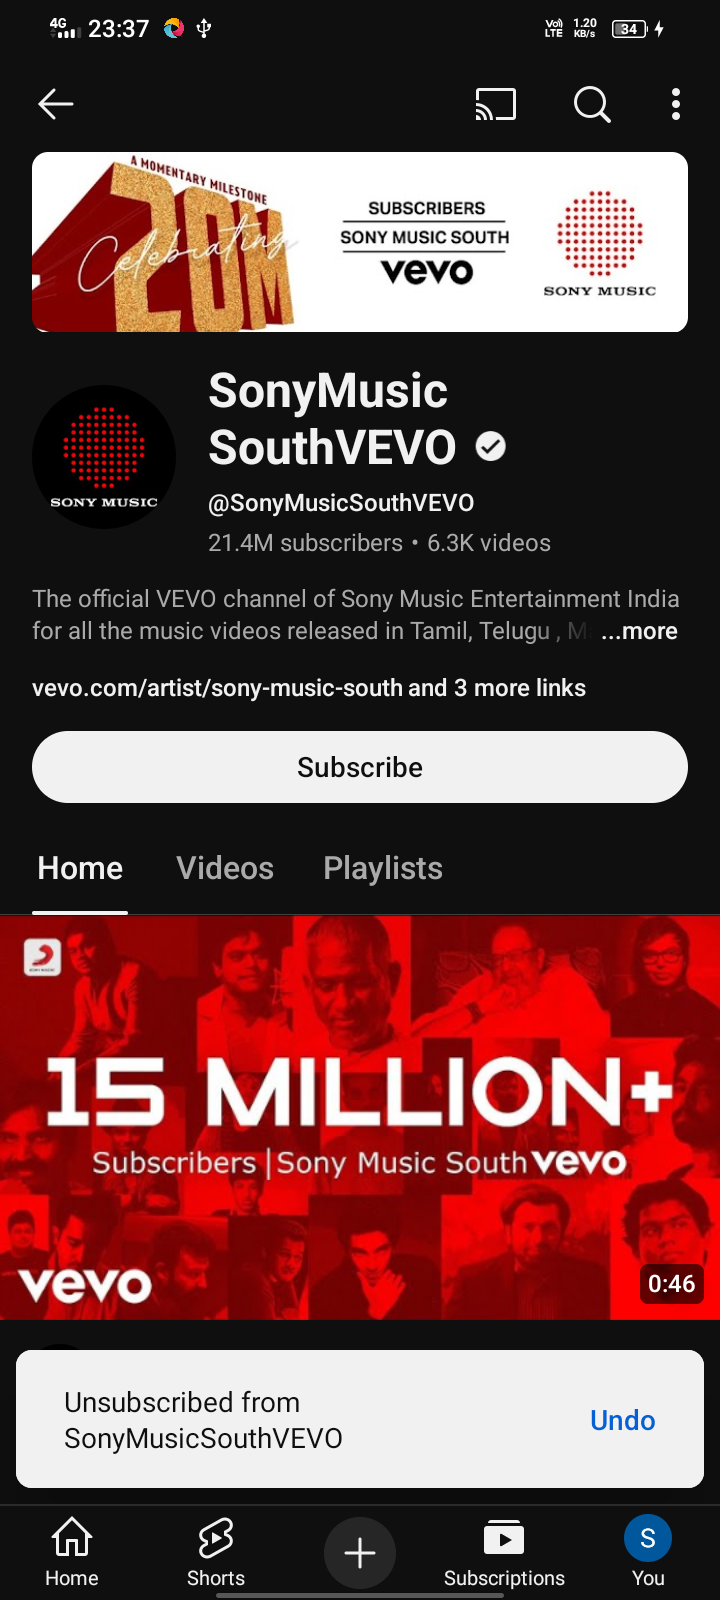 4G 23:37 Vo) LTE 1.20 KB/s 34
A MOMENTARY MILESTONE
20M
Celebrating
SUBSCRIBERS
SONY MUSIC SOUTH
vevo
SONY MUSIC
SonyMusic
SouthVEVO
SONY MUSIC
@SonyMusicSouthVEVO
21.4M subscribers • 6.3K videos
The official VEVO channel of Sony Music Entertainment India
for all the music videos released in Tamil, Telugu , Ma ...more
vevo.com/artist/sony-music-south and 3 more links
Subscribe
Home Videos Playlists
15 MILLION+
Subscribers|Sony Music South vevo
vevo
0:46
Unsubscribed from
SonyMusicSouthVEVO
Undo
Home Shorts Subscriptions S You